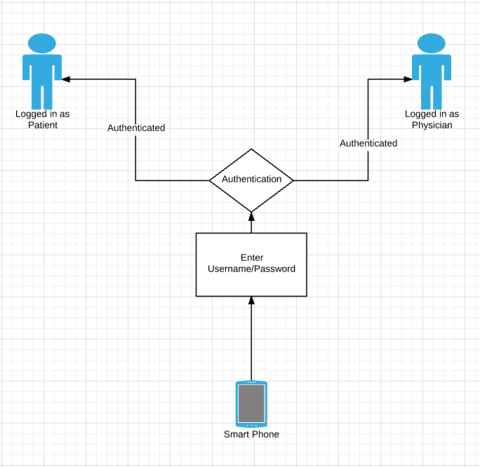 Logged in as
Patient
Logged in as
Physician
Authenticated
Authenticated
Authentication
Enter
Username/Password
Smart Phone